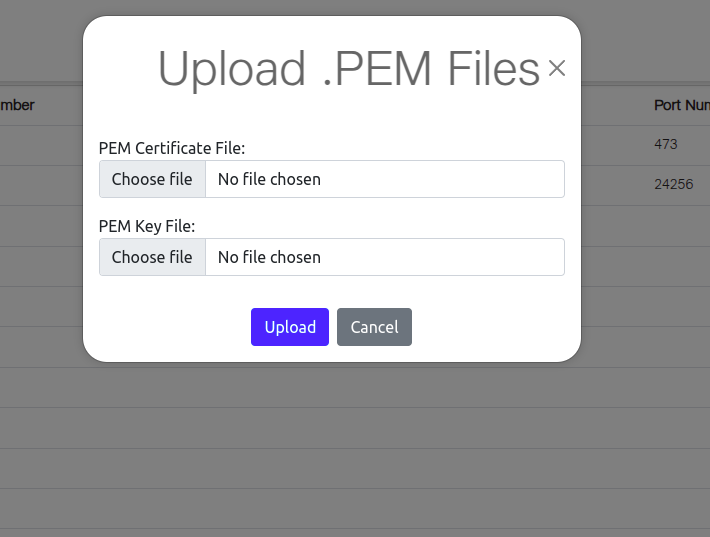 Upload .PEM Files
mber
Port Num
PEM Certificate File:
473
Choose file No file chosen
24256
PEM Key File:
Choose file No file chosen
Upload Cancel